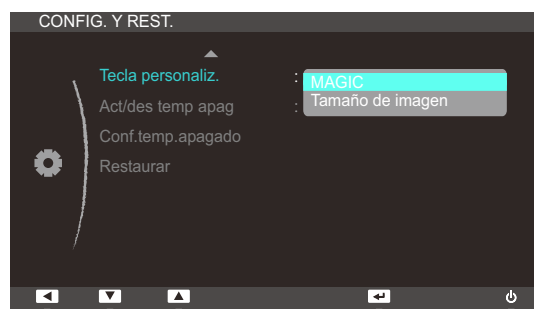 CONFIG. Y REST.
Tecla personaliz. : MAGIC
Tamaño de imagen
Act/des temp apag :
Conf.temp.apagado
Restaurar